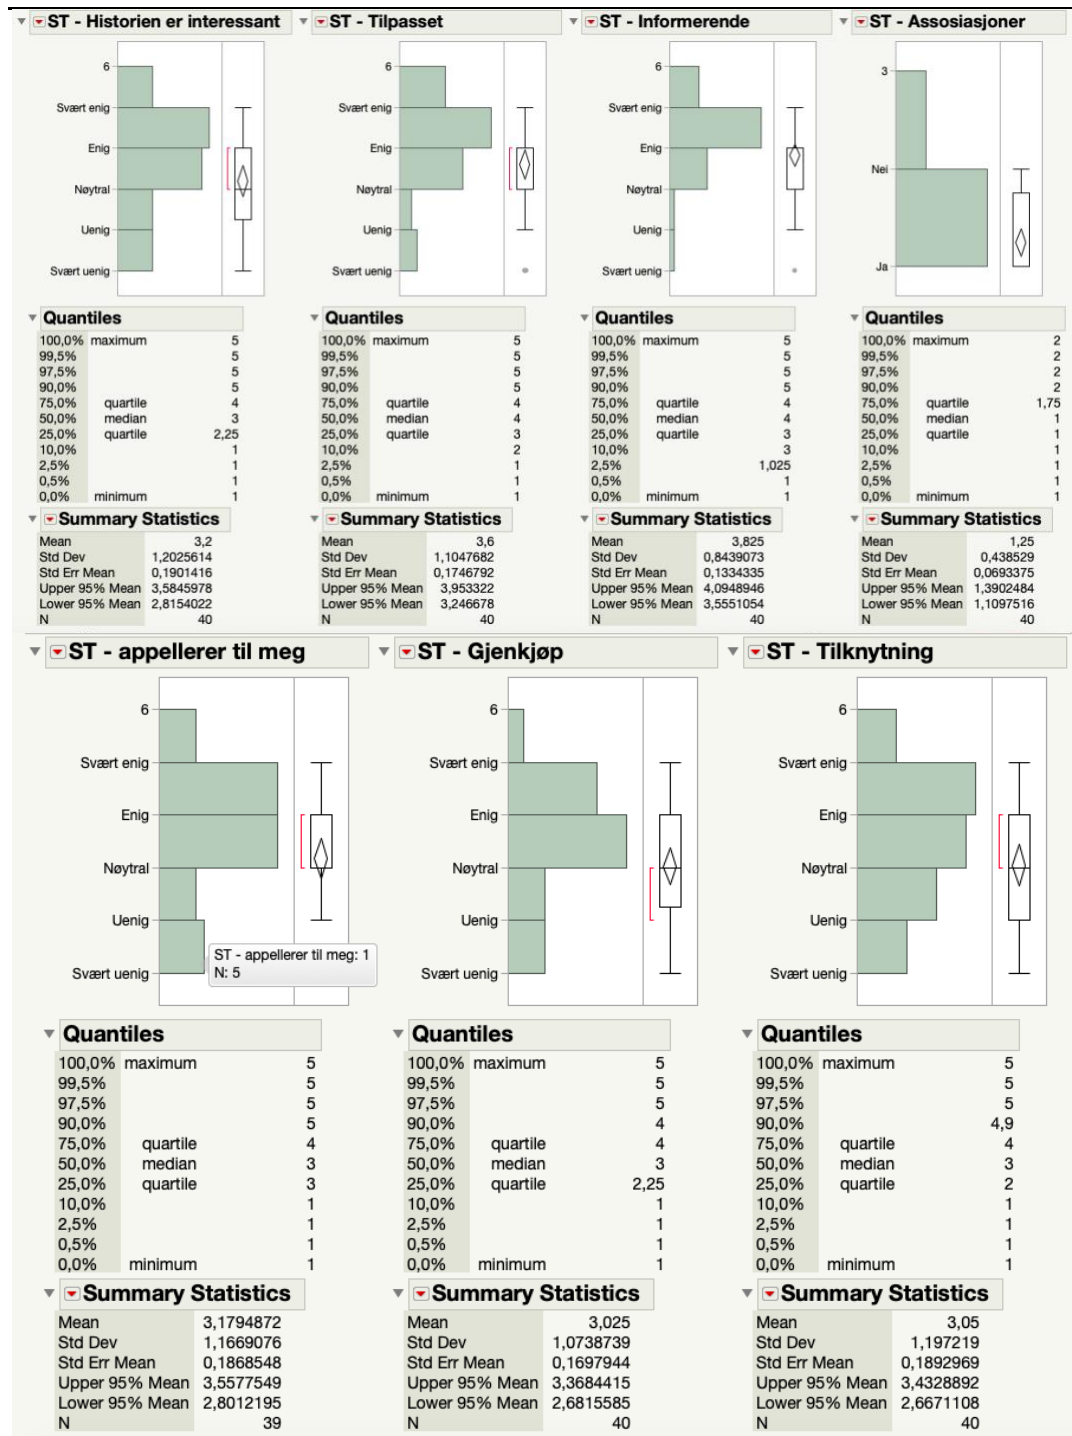 ST - Historien er interessant
6
Svært enig
Enig
Nøytral
Uenig
Svært uenig
Quantiles
100,0% maximum 5
99,5% 5
97,5% 5
90,0% 5
75,0% quartile 4
50,0% median 3
25,0% quartile 2,25
10,0% 1
2,5% 1
0,5% 1
0,0% minimum 1
Summary Statistics
Mean 3,2
Std Dev 1,2025614
Std Err Mean 0,1901416
Upper 95% Mean 3,5845978
Lower 95% Mean 2,8154022
N 40
ST - Tilpasset
6
Svært enig
Enig
Nøytral
Uenig
Svært uenig
Quantiles
100,0% maximum 5
99,5% 5
97,5% 5
90,0% 5
75,0% quartile 4
50,0% median 4
25,0% quartile 3
10,0% 2
2,5% 1
0,5% 1
0,0% minimum 1
Summary Statistics
Mean 3,6
Std Dev 1,1047682
Std Err Mean 0,1746792
Upper 95% Mean 3,953322
Lower 95% Mean 3,246678
N 40
ST - Informerende
6
Svært enig
Enig
Nøytral
Uenig
Svært uenig
Quantiles
100,0% maximum 5
99,5% 5
97,5% 5
90,0% 5
75,0% quartile 4
50,0% median 4
25,0% quartile 3
10,0% 3
2,5% 1,025
0,5% 1
0,0% minimum 1
Summary Statistics
Mean 3,825
Std Dev 0,8439073
Std Err Mean 0,1334335
Upper 95% Mean 4,0948946
Lower 95% Mean 3,5551054
N 40
ST - Assosiasjoner
3
Nei
Ja
Quantiles
100,0% maximum 2
99,5% 2
97,5% 2
90,0% 2
75,0% quartile 1,75
50,0% median 1
25,0% quartile 1
10,0% 1
2,5% 1
0,5% 1
0,0% minimum 1
Summary Statistics
Mean 1,25
Std Dev 0,438529
Std Err Mean 0,0693375
Upper 95% Mean 1,3902484
Lower 95% Mean 1,1097516
N 40
ST - appellerer til meg
6
Svært enig
Enig
Nøytral
Uenig
Svært uenig
ST - appellerer til meg: 1
N: 5
Quantiles
100,0% maximum 5
99,5% 5
97,5% 5
90,0% 5
75,0% quartile 4
50,0% median 3
25,0% quartile 3
10,0% 1
2,5% 1
0,5% 1
0,0% minimum 1
Summary Statistics
Mean 3,1794872
Std Dev 1,1669076
Std Err Mean 0,1868548
Upper 95% Mean 3,5577549
Lower 95% Mean 2,8012195
N 39
ST - Gjenkjøp
6
Svært enig
Enig
Nøytral
Uenig
Svært uenig
Quantiles
100,0% maximum 5
99,5% 5
97,5% 5
90,0% 4
75,0% quartile 4
50,0% median 3
25,0% quartile 2,25
10,0% 1
2,5% 1
0,5% 1
0,0% minimum 1
Summary Statistics
Mean 3,025
Std Dev 1,0738739
Std Err Mean 0,1697944
Upper 95% Mean 3,3684415
Lower 95% Mean 2,6815585
N 40
ST - Tilknytning
6
Svært enig
Enig
Nøytral
Uenig
Svært uenig
Quantiles
100,0% maximum 5
99,5% 5
97,5% 5
90,0% 4,9
75,0% quartile 4
50,0% median 3
25,0% quartile 2
10,0% 1
2,5% 1
0,5% 1
0,0% minimum 1
Summary Statistics
Mean 3,05
Std Dev 1,197219
Std Err Mean 0,1892969
Upper 95% Mean 3,4328892
Lower 95% Mean 2,6671108
N 40